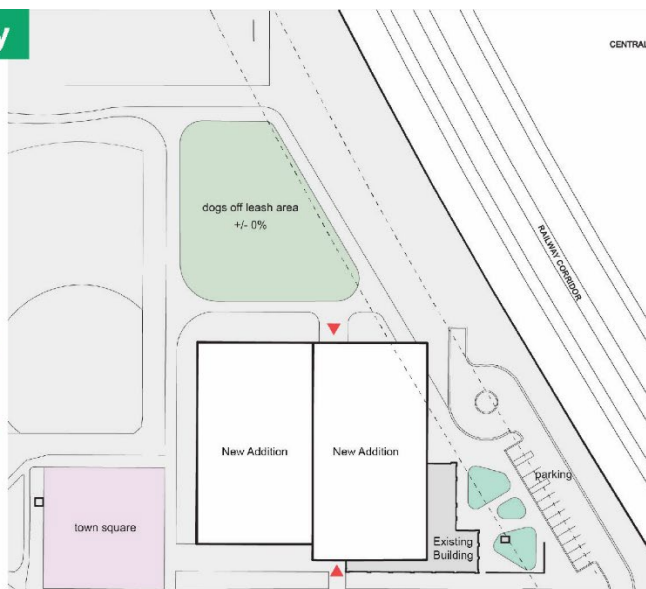 y
CENTRAL
dogs off leash area
+/- 0%
RAILWAY CORRIDOR
New Addition
New Addition
parking
town square
Existing
Building